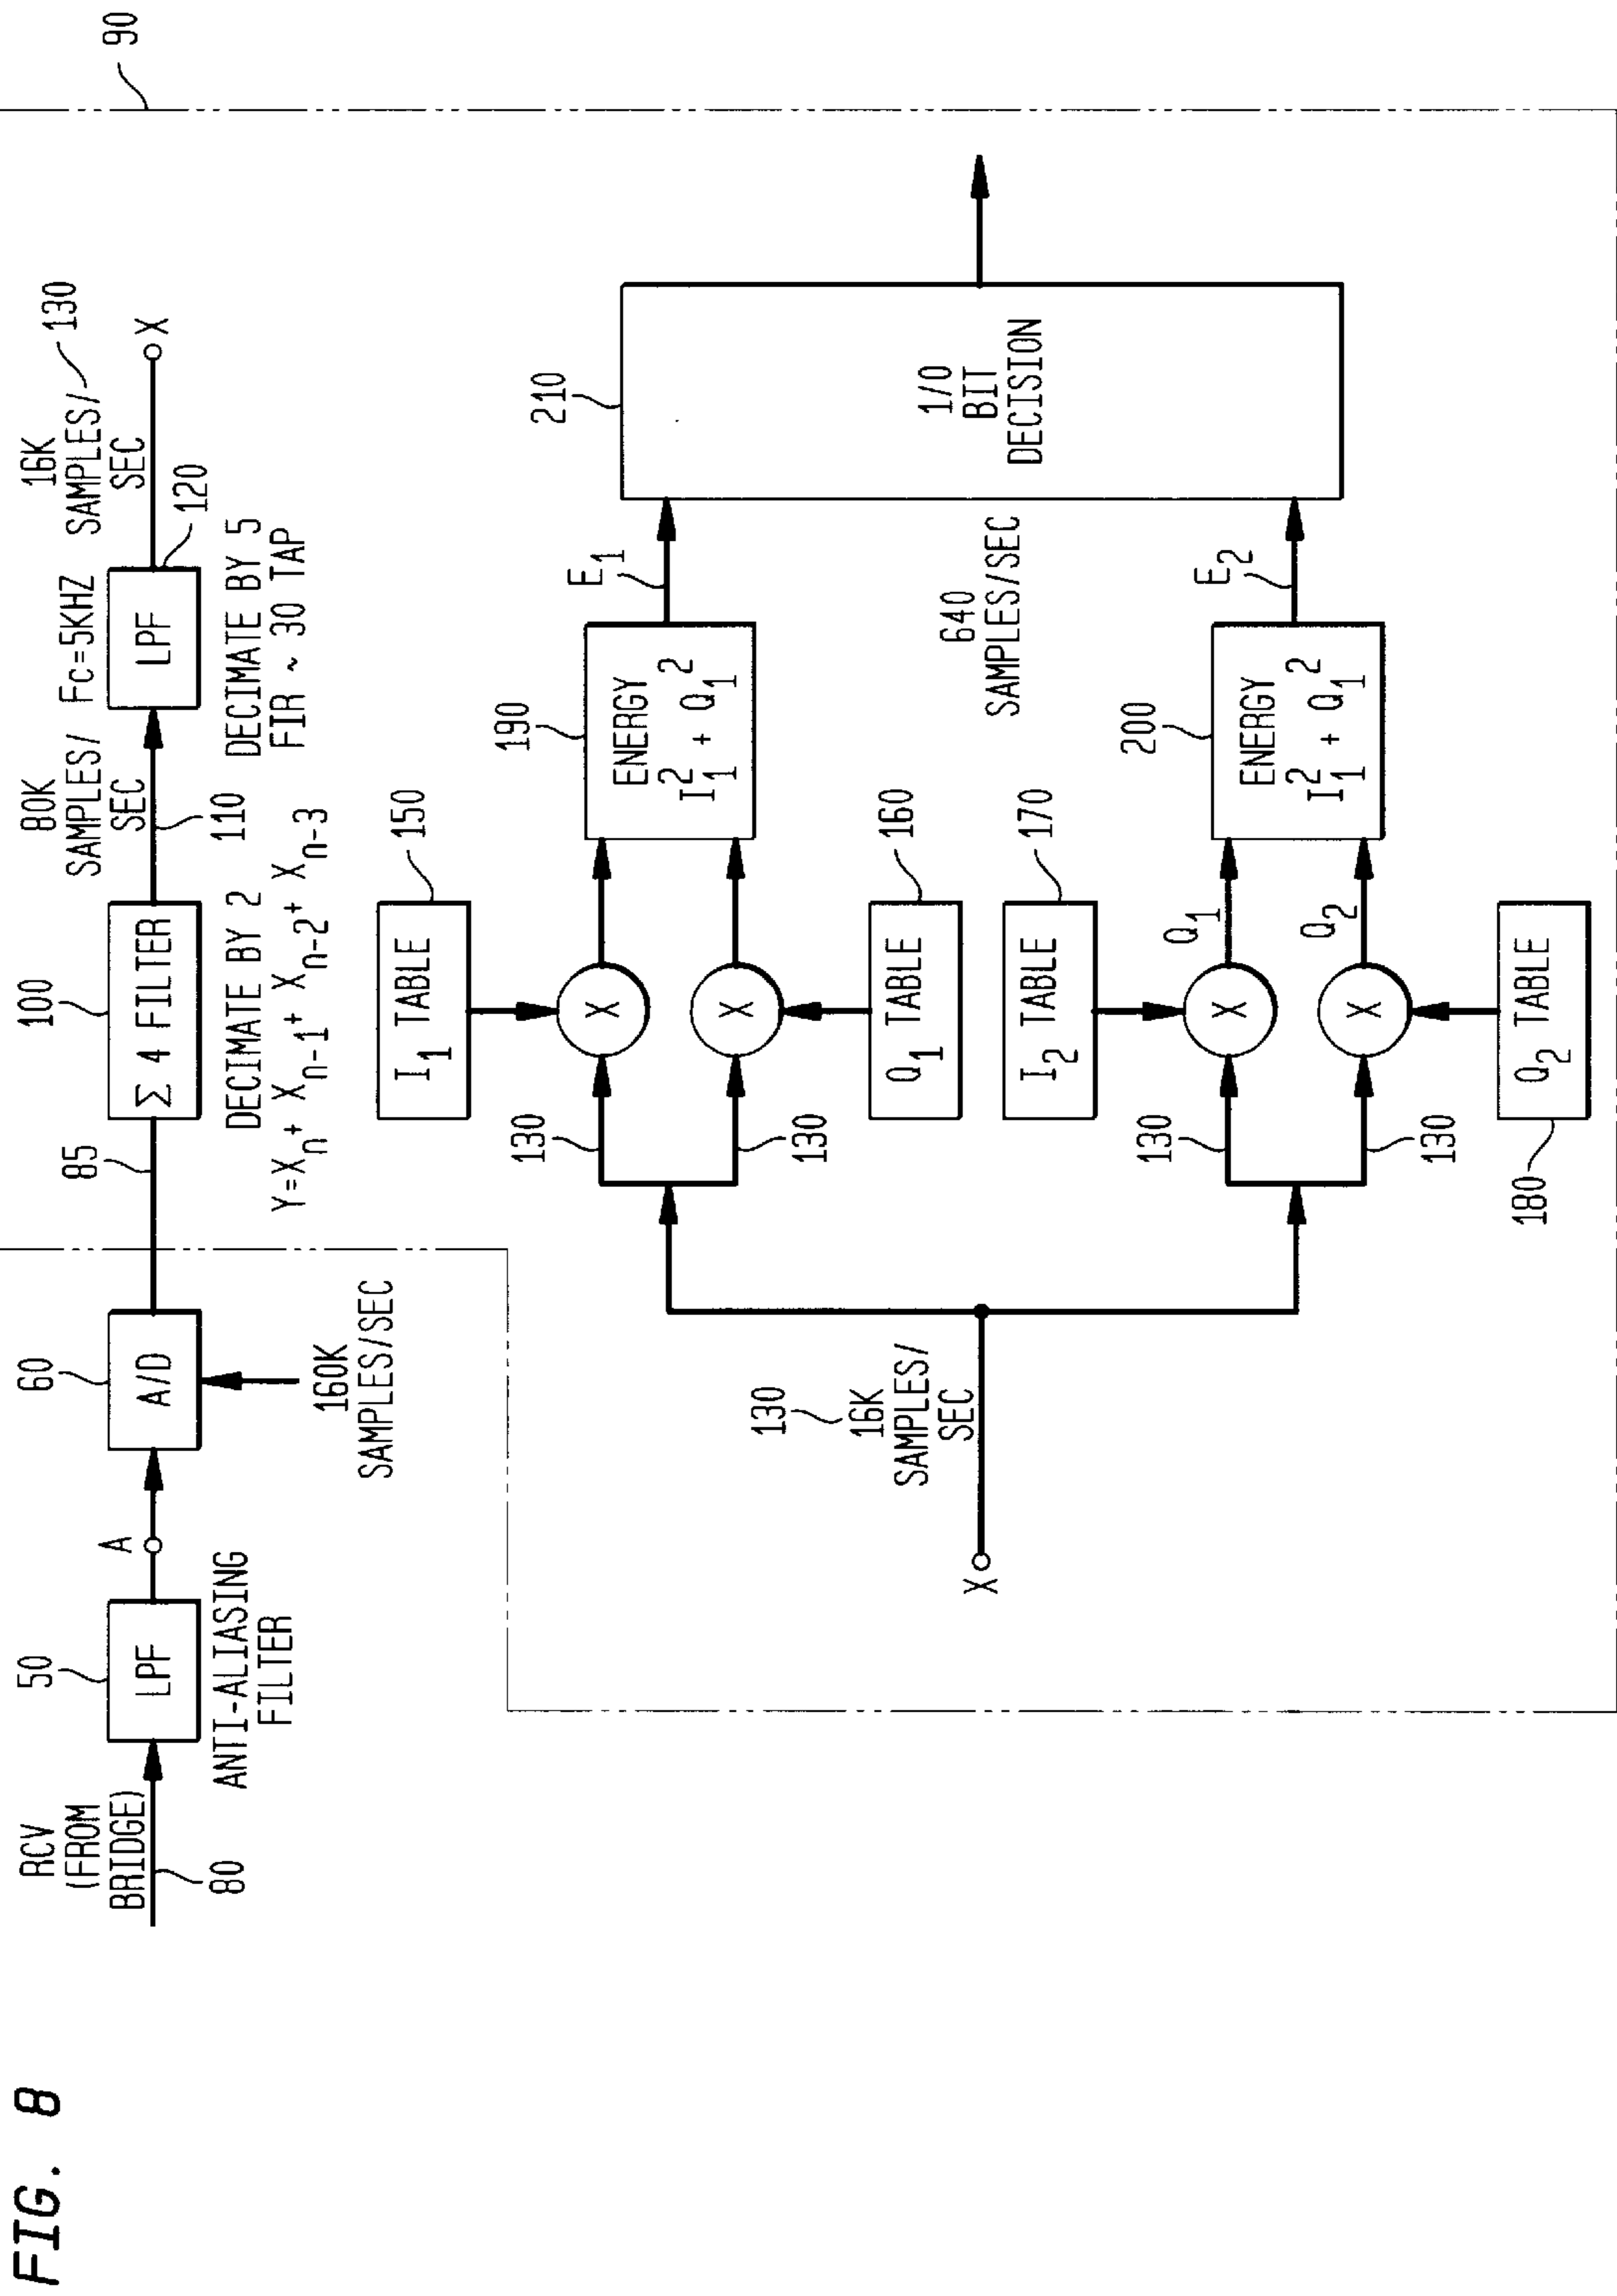 FIG. 8
RCV
(FROM
BRIDGE)
80
50
LPF
ANTI-ALIASING
FILTER
A
60
A/D
160K
SAMPLES/SEC
85
100
Σ 4 FILTER
DECIMATE BY 2
Y=Xn+ Xn-1+ Xn-2+ Xn-3
80K
SAMPLES/
SEC
110
Fc=5KHZ
LPF
120
DECIMATE BY 5
FIR ~ 30 TAP
16K
SAMPLES/
SEC
130
X
90
X
130
16K
SAMPLES/
SEC
130
130
I1 TABLE
150
X
X
Q1 TABLE
160
190
ENERGY
I1² + Q1²
E1
130
130
I2 TABLE
170
X
X
Q1
Q2
Q2 TABLE
180
200
ENERGY
I1² + Q1²
E2
640
SAMPLES/SEC
210
1/0
BIT
DECISION